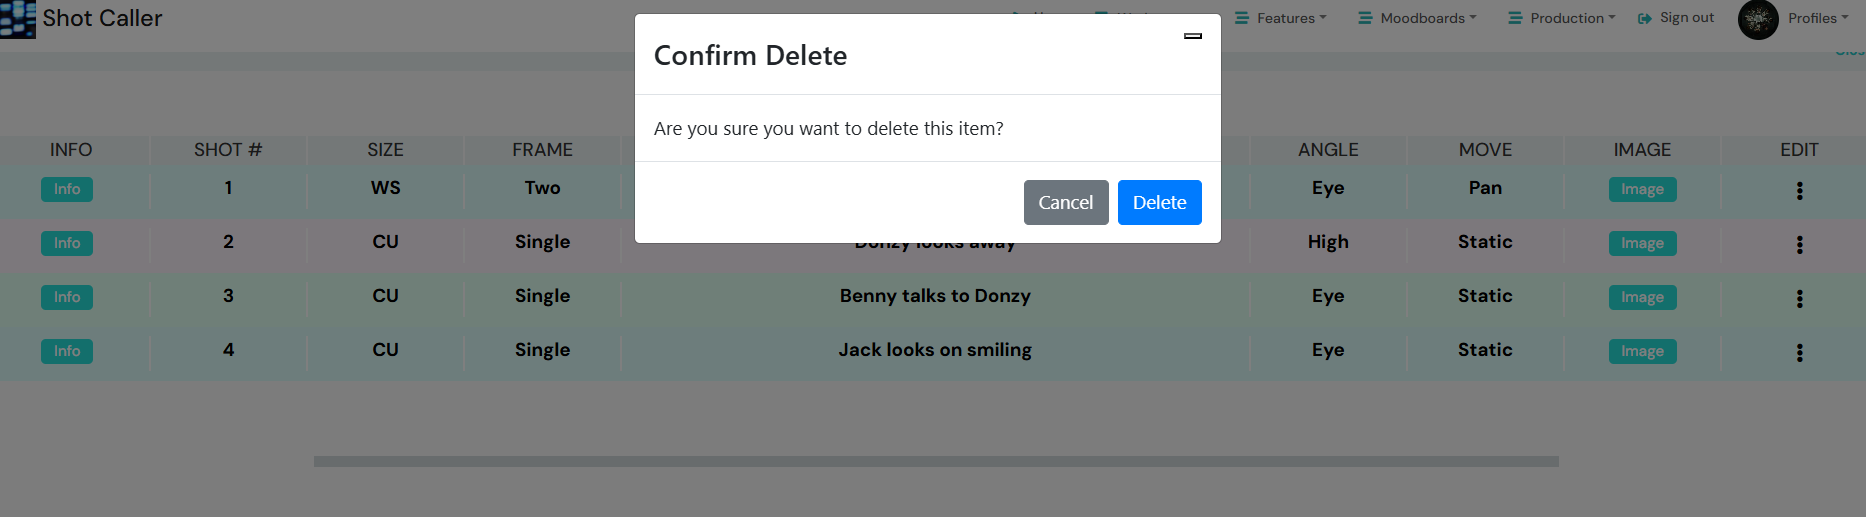 Shot Caller
Features
Moodboards
Production
Sign out
Profiles
Confirm Delete
Are you sure you want to delete this item?
Cancel
Delete
INFO SHOT # SIZE FRAME ANGLE MOVE IMAGE EDIT
Info 1 WS Two Eye Pan Image
Info 2 CU Single Donzy looks away High Static Image
Info 3 CU Single Benny talks to Donzy Eye Static Image
Info 4 CU Single Jack looks on smiling Eye Static Image